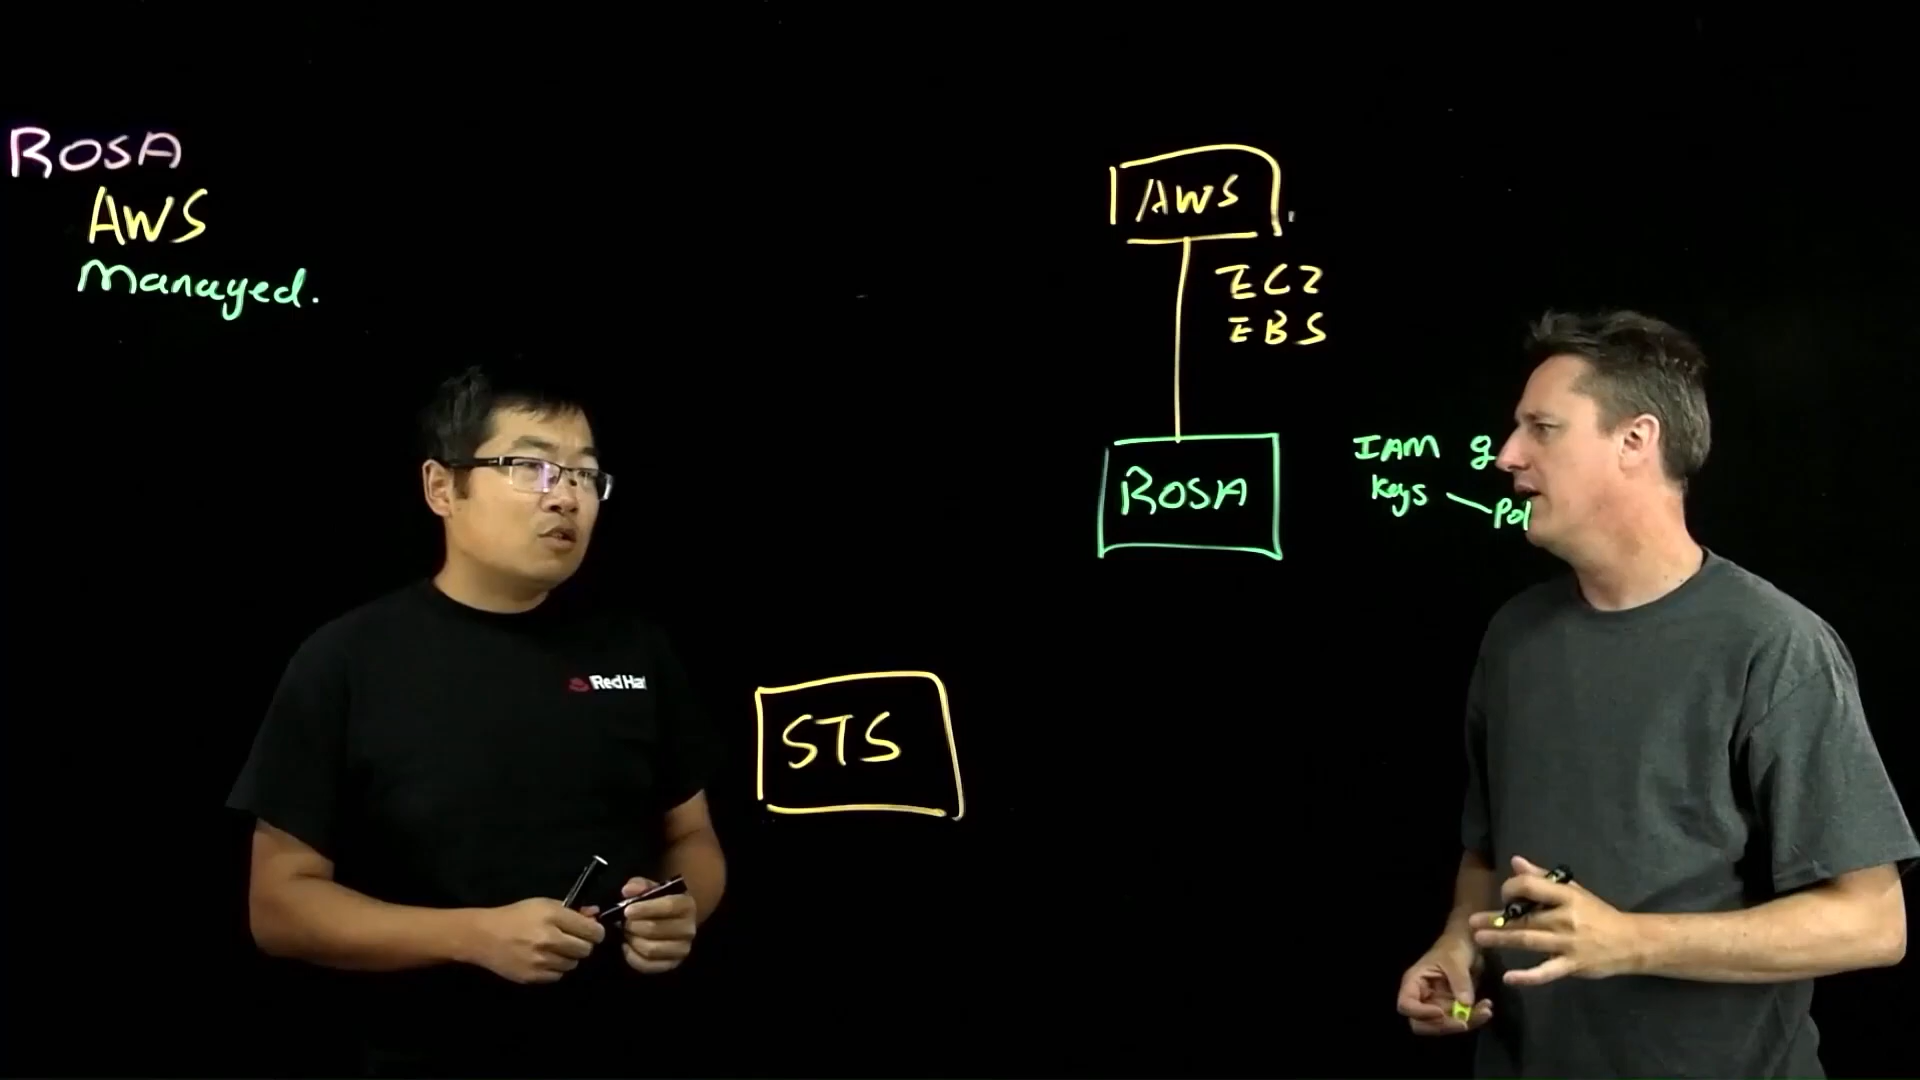 ROSA
AWS
Managed.
AWS
EC2
EBS
ROSA
IAM
Keys
STS
Red Hat